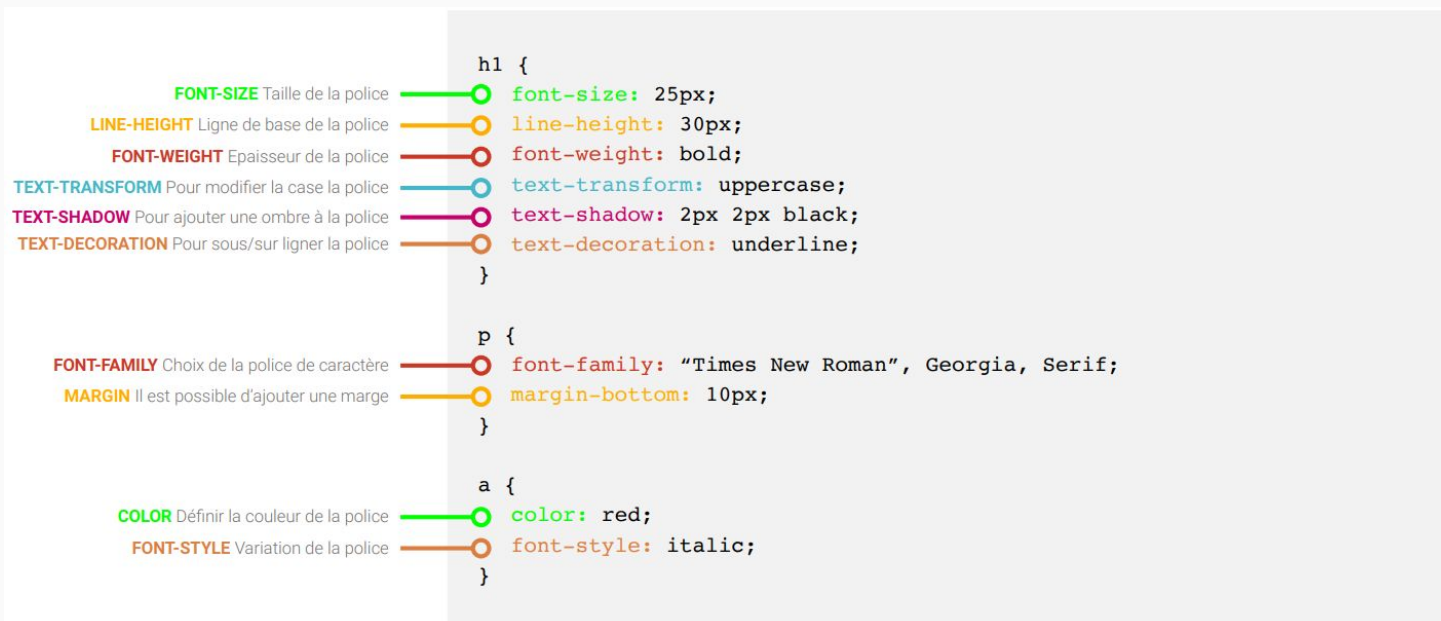 h1 {
FONT-SIZE Taille de la police font-size: 25px;
LINE-HEIGHT Ligne de base de la police line-height: 30px;
FONT-WEIGHT Epaisseur de la police font-weight: bold;
TEXT-TRANSFORM Pour modifier la case la police text-transform: uppercase;
TEXT-SHADOW Pour ajouter une ombre à la police text-shadow: 2px 2px black;
TEXT-DECORATION Pour sous/sur ligner la police text-decoration: underline;
}
p {
FONT-FAMILY Choix de la police de caractère font-family: “Times New Roman”, Georgia, Serif;
MARGIN Il est possible d'ajouter une marge margin-bottom: 10px;
}
a {
COLOR Définir la couleur de la police color: red;
FONT-STYLE Variation de la police font-style: italic;
}